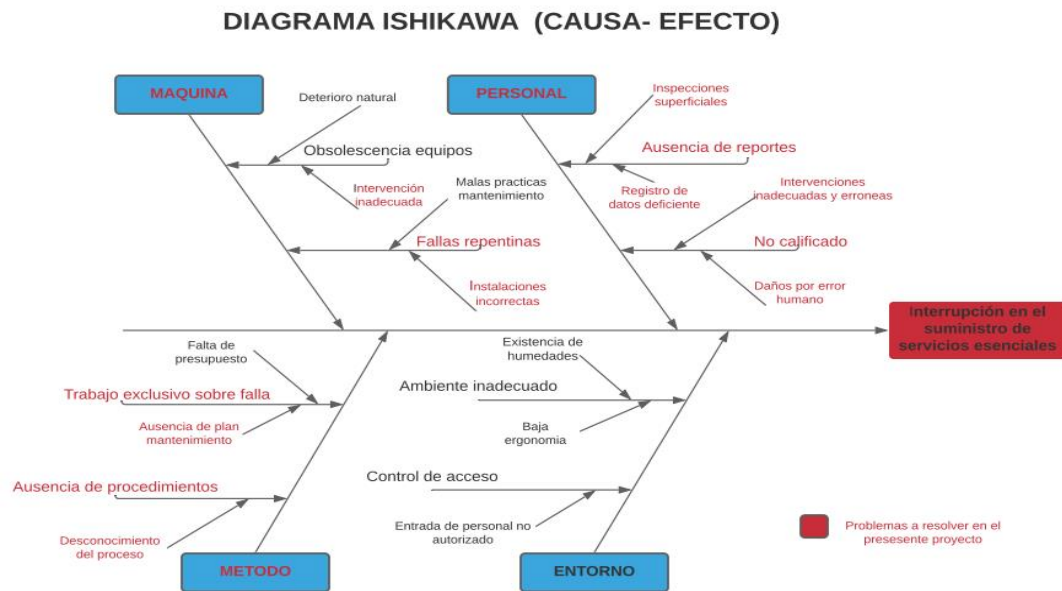 DIAGRAMA ISHIKAWA (CAUSA- EFECTO)
MAQUINA
Deterioro natural
Obsolescencia equipos
Intervención
inadecuada
Malas practicas
mantenimiento
Fallas repentinas
Instalaciones
incorrectas
PERSONAL
Inspecciones
superficiales
Ausencia de reportes
Registro de
datos deficiente
Intervenciones
inadecuadas y erroneas
No calificado
Daños por error
humano
Interrupción en el
suministro de
servicios esenciales
Falta de
presupuesto
Trabajo exclusivo sobre falla
Ausencia de plan
mantenimiento
Ausencia de procedimientos
Desconocimiento
del proceso
METODO
Existencia de
humedades
Ambiente inadecuado
Baja
ergonomia
Control de acceso
Entrada de personal no
autorizado
ENTORNO
Problemas a resolver en el
presesente proyecto